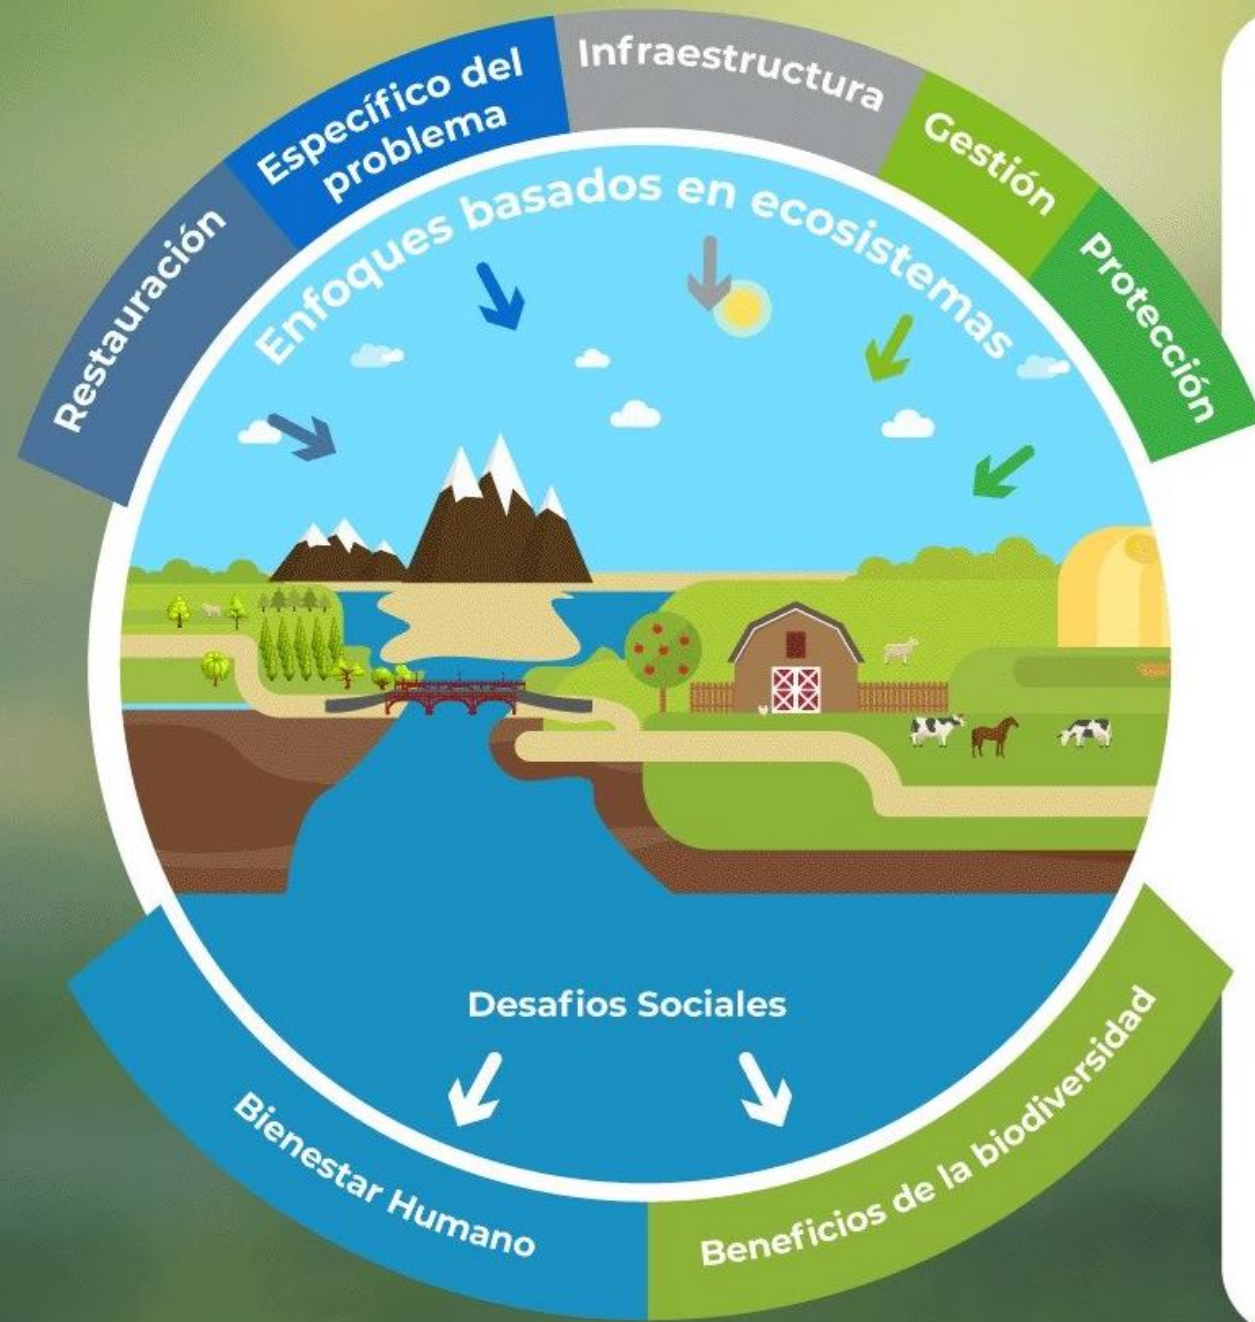 Restauración
Específico del
problema
Infraestructura
Gestión
Protección
Enfoques basados en ecosistemas
Desafios Sociales
Bienestar Humano
Beneficios de la biodiversidad